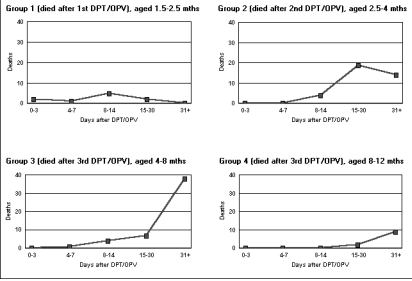 Group 1 (died after 1st DPT/OPV), aged 1.5-2.5 mths
40
30
20
10
0
Deaths
0-3 4-7 8-14 15-30 31+
Days after DPT/OPV
Group 2 (died after 2nd DPT/OPV), aged 2.5-4 mths
40
30
20
10
0
Deaths
0-3 4-7 8-14 15-30 31+
Days after DPT/OPV
Group 3 (died after 3rd DPT/OPV), aged 4-8 mths
40
30
20
10
0
Deaths
0-3 4-7 8-14 15-30 31+
Days after DPT/OPV
Group 4 (died after 3rd DPT/OPV), aged 8-12 mths
40
30
20
10
0
Deaths
0-3 4-7 8-14 15-30 31+
Days after DPT/OPV